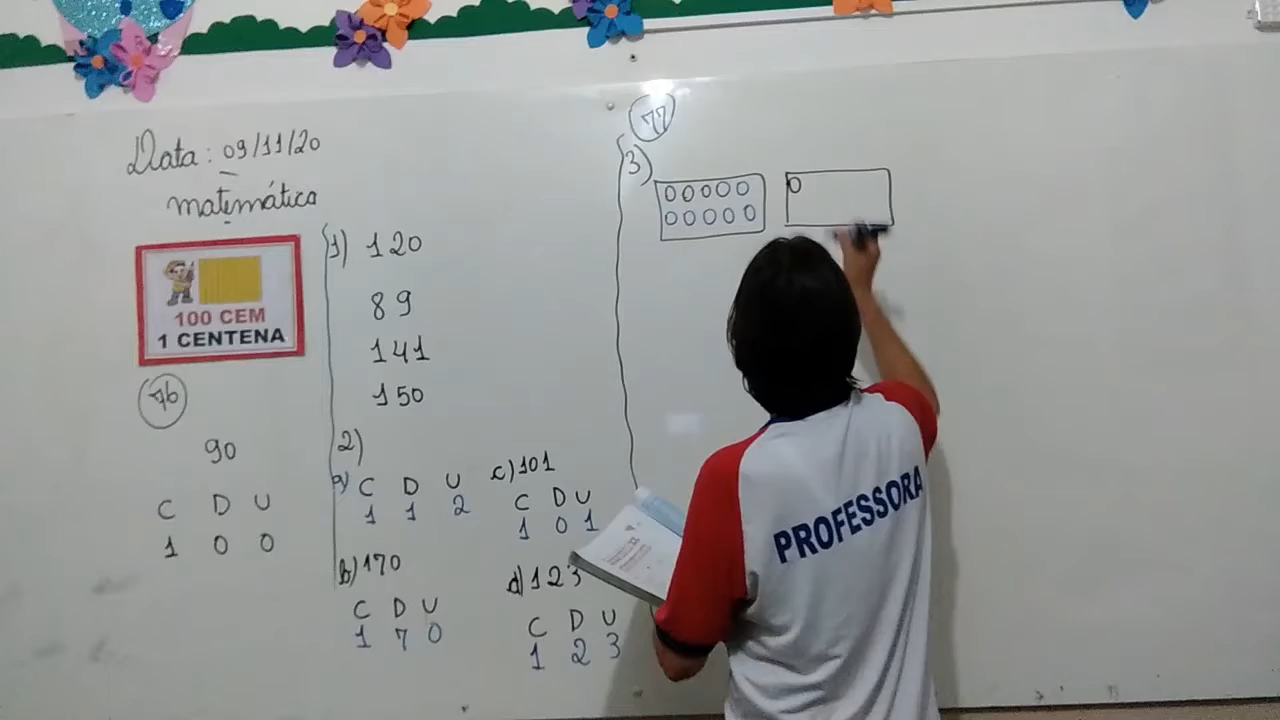 Data: 09/11/20
matemática
100 CEM
1 CENTENA
76
90
C D U
1 0 0
1) 120
89
141
150
2)
a) C D U
1 1 2
b) 170
C D U
1 7 0
c) 101
C D U
1 0 1
d) 123
C D U
1 2 3
77
3)
PROFESSORA